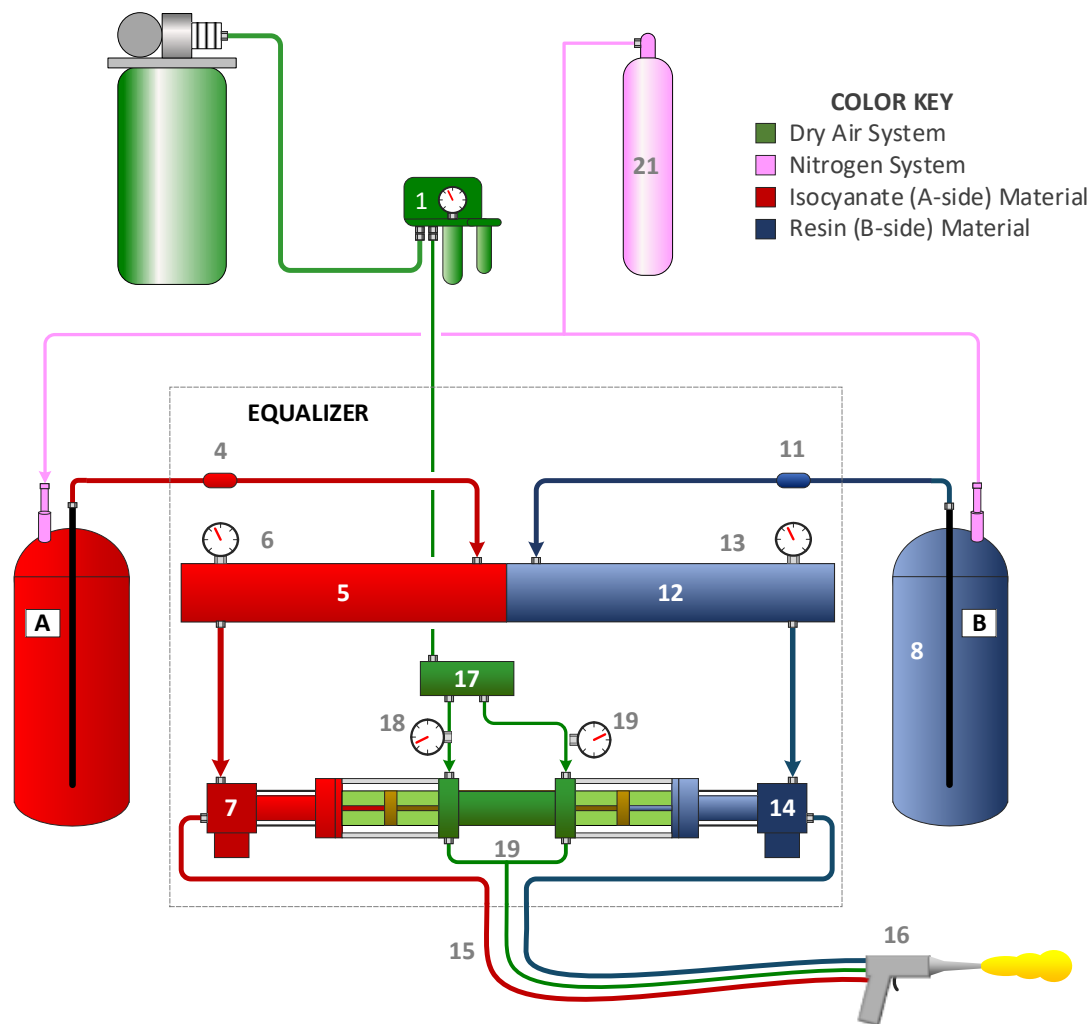 COLOR KEY
Dry Air System
Nitrogen System
Isocyanate (A-side) Material
Resin (B-side) Material
21
1
EQUALIZER
4
11
6
13
5
12
A
8
B
17
18
19
7
14
19
15
16